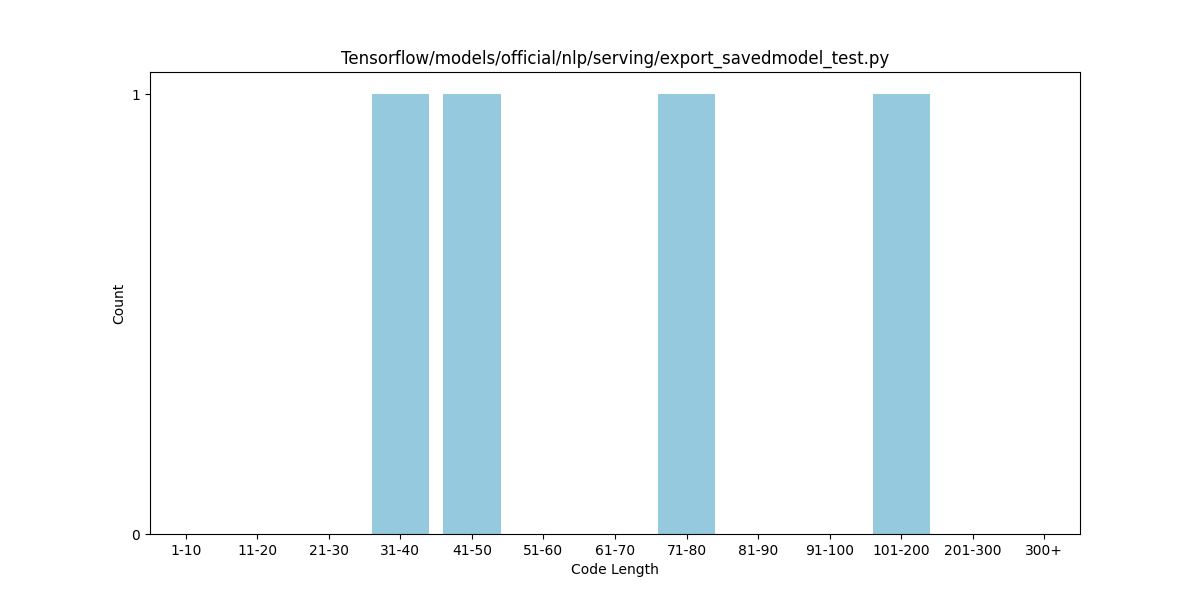 Tensorflow/models/official/nlp/serving/export_savedmodel_test.py
1
Count
0
1-10 11-20 21-30 31-40 41-50 51-60 61-70 71-80 81-90 91-100 101-200 201-300 300+
Code Length